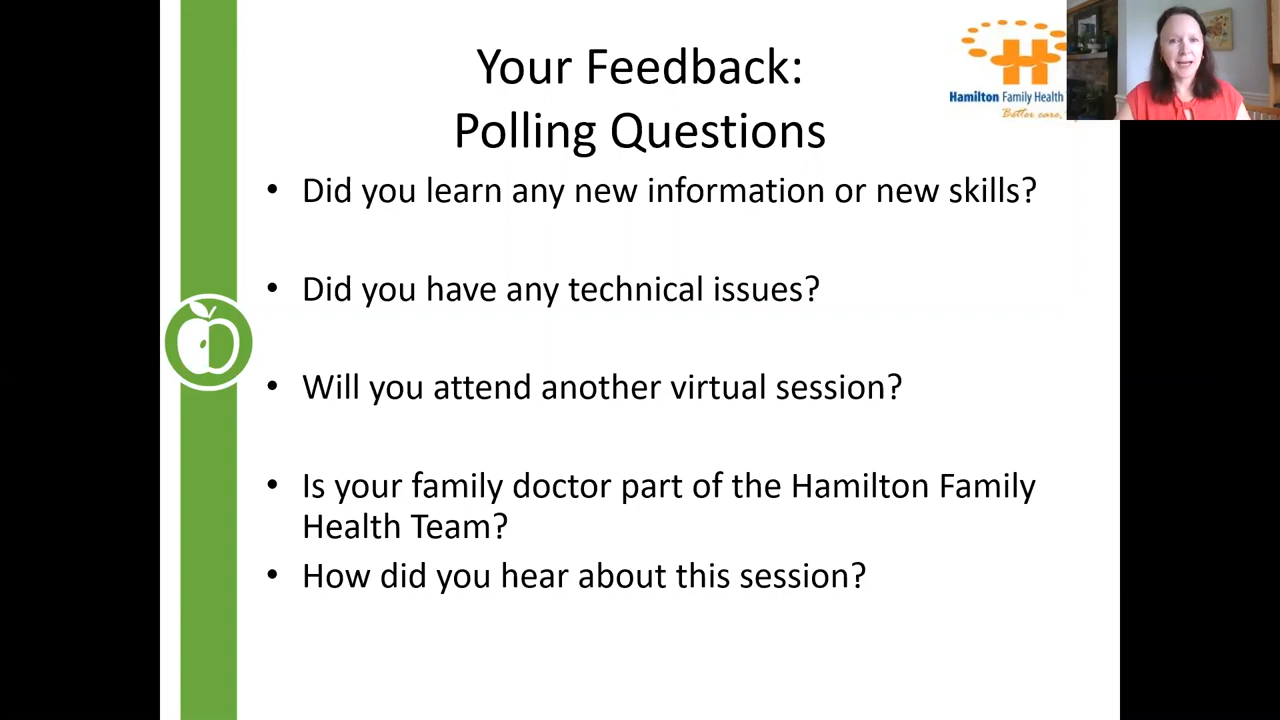 Your Feedback:
Polling Questions
Hamilton Family Health
Better care,
• Did you learn any new information or new skills?
• Did you have any technical issues?
• Will you attend another virtual session?
• Is your family doctor part of the Hamilton Family
Health Team?
• How did you hear about this session?